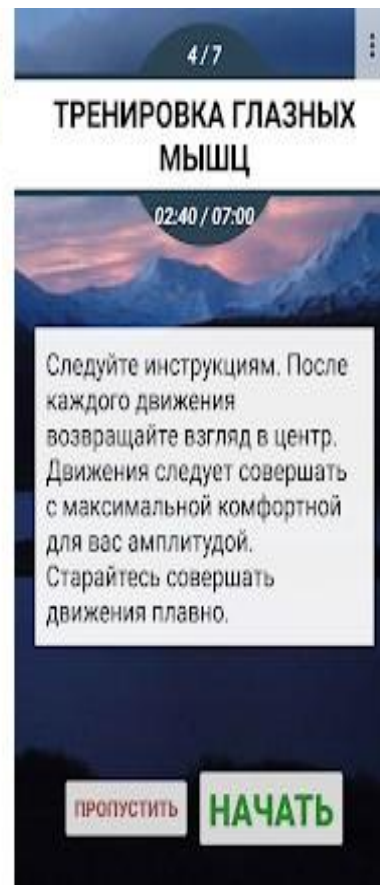 4/7
ТРЕНИРОВКА ГЛАЗНЫХ
МЫШЦ
02:40 / 07:00
Следуйте инструкциям. После
каждого движения
возвращайте взгляд в центр.
Движения следует совершать
с максимальной комфортной
для вас амплитудой.
Старайтесь совершать
движения плавно.
ПРОПУСТИТЬ НАЧАТЬ